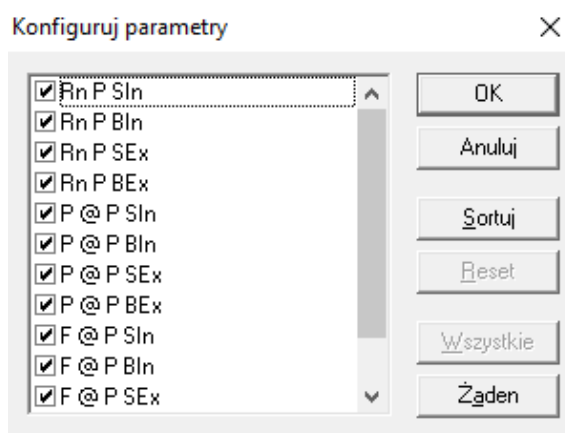 Konfiguruj parametry
Rn P SIn
Rn P BIn
Rn P SEx
Rn P BEx
P @ P SIn
P @ P BIn
P @ P SEx
P @ P BEx
F @ P SIn
F @ P BIn
F @ P SEx
OK
Anuluj
Sortuj
Reset
Wszystkie
Żaden